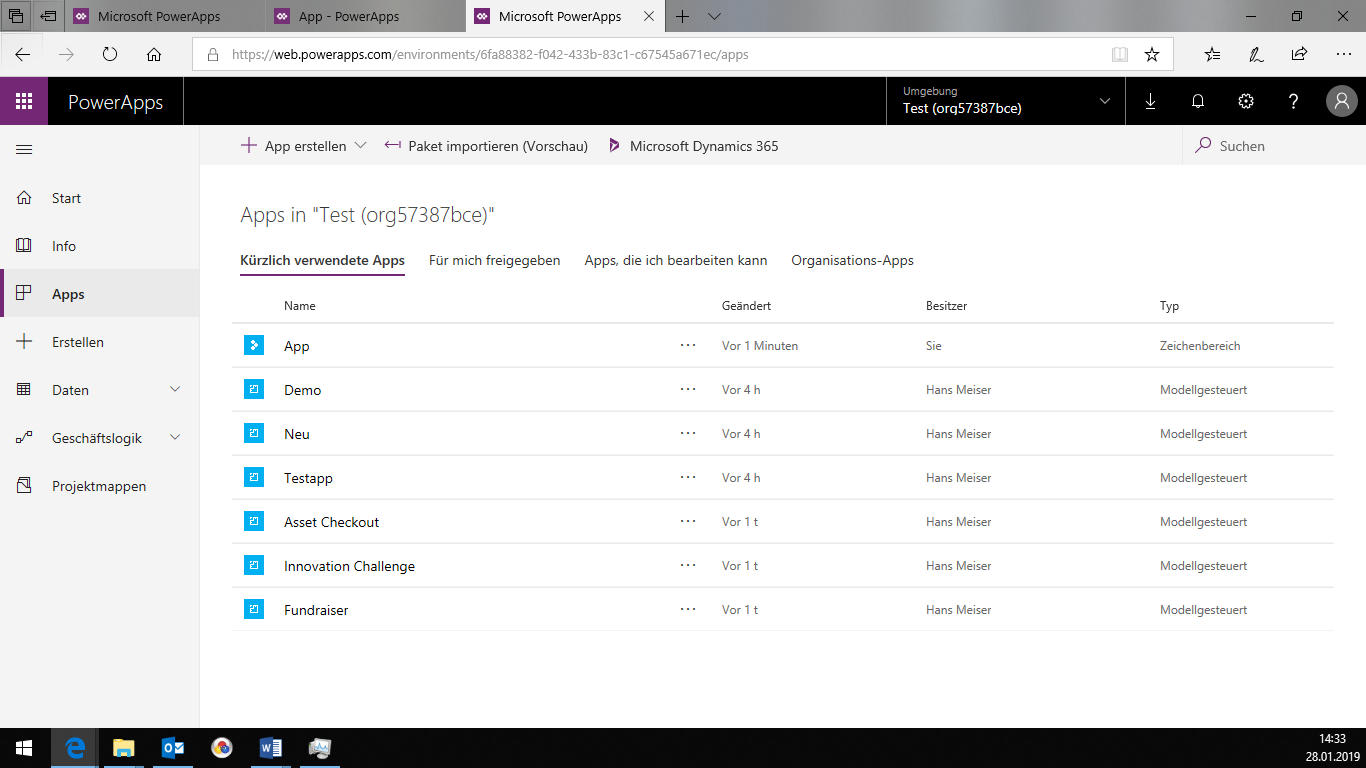 Microsoft PowerApps
App - PowerApps
Microsoft PowerApps
https://web.powerapps.com/environments/6fa88382-f042-433b-83c1-c67545a671ec/apps
PowerApps
Umgebung
Test (org57387bce)
App erstellen
Paket importieren (Vorschau)
Microsoft Dynamics 365
Suchen
Start
Info
Apps
Erstellen
Daten
Geschäftslogik
Projektmappen
Apps in "Test (org57387bce)"
Kürzlich verwendete Apps Für mich freigegeben Apps, die ich bearbeiten kann Organisations-Apps
Name Geändert Besitzer Typ
App ... Vor 1 Minuten Sie Zeichenbereich
Demo ... Vor 4 h Hans Meiser Modellgesteuert
Neu ... Vor 4 h Hans Meiser Modellgesteuert
Testapp ... Vor 4 h Hans Meiser Modellgesteuert
Asset Checkout ... Vor 1 t Hans Meiser Modellgesteuert
Innovation Challenge ... Vor 1 t Hans Meiser Modellgesteuert
Fundraiser ... Vor 1 t Hans Meiser Modellgesteuert
14:33
28.01.2019